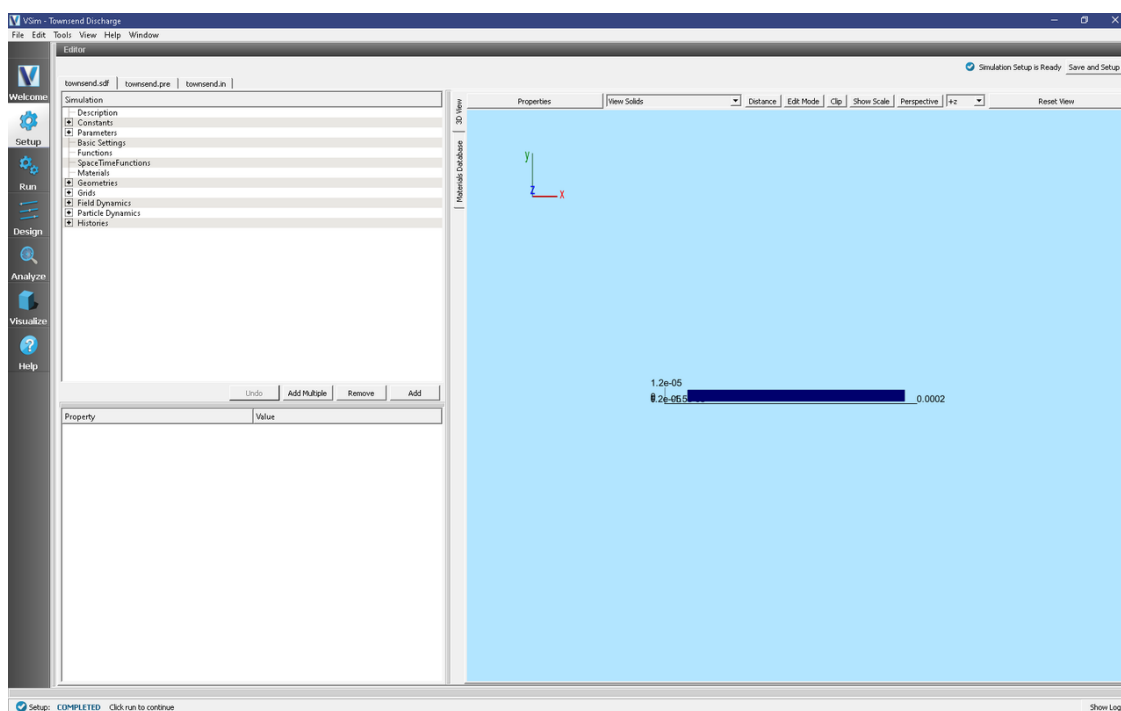 VSim - Townsend Discharge
File Edit Tools View Help Window
Editor
Simulation Setup is Ready Save and Setup
townsend.sdf townsend.pre townsend.in
Welcome
Setup
Run
Design
Analyze
Visualize
Help
Simulation
Description
Constants
Parameters
Basic Settings
Functions
SpaceTimeFunctions
Materials
Geometries
Grids
Field Dynamics
Particle Dynamics
Histories
Undo Add Multiple Remove Add
Property Value
3D View
Materials Database
Properties View Solids Distance Edit Mode Clip Show Scale Perspective +z Reset View
y
z x
1.2e-05
0.0002
Setup: COMPLETED Click run to continue Show Log